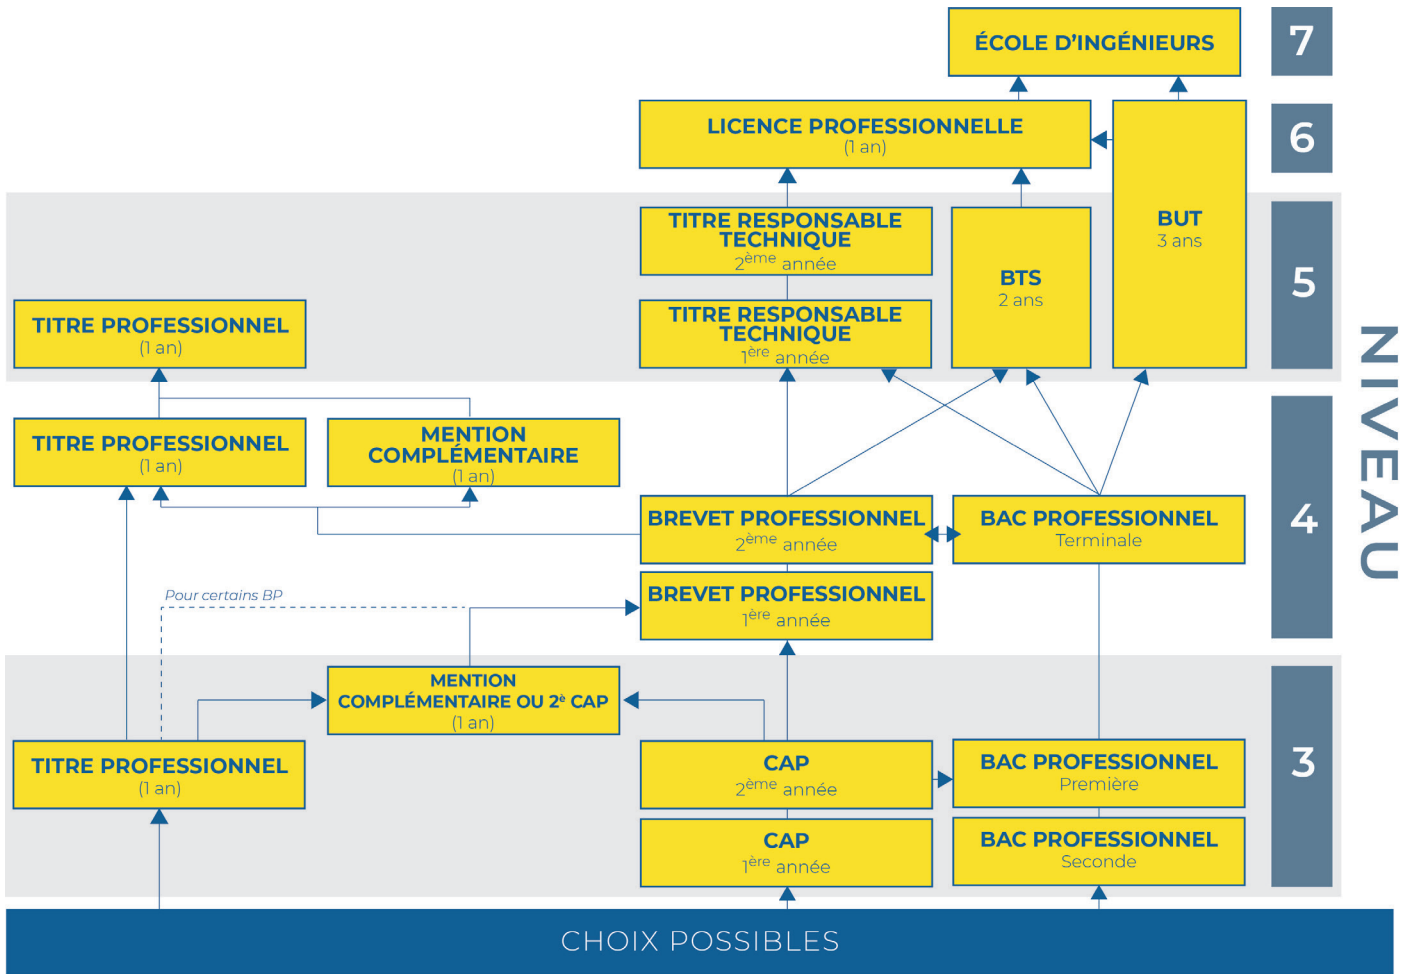 ÉCOLE D'INGÉNIEURS
7
LICENCE PROFESSIONNELLE
(1 an)
6
TITRE RESPONSABLE
TECHNIQUE
2ème année
BTS
2 ans
BUT
3 ans
5
TITRE PROFESSIONNEL
(1 an)
TITRE RESPONSABLE
TECHNIQUE
1ère année
NIVEAU
TITRE PROFESSIONNEL
(1 an)
MENTION
COMPLÉMENTAIRE
(1 an)
BREVET PROFESSIONNEL
2ème année
BAC PROFESSIONNEL
Terminale
4
Pour certains BP
BREVET PROFESSIONNEL
1ère année
MENTION
COMPLÉMENTAIRE OU 2è CAP
(1 an)
TITRE PROFESSIONNEL
(1 an)
CAP
2ème année
BAC PROFESSIONNEL
Première
3
CAP
1ère année
BAC PROFESSIONNEL
Seconde
CHOIX POSSIBLES